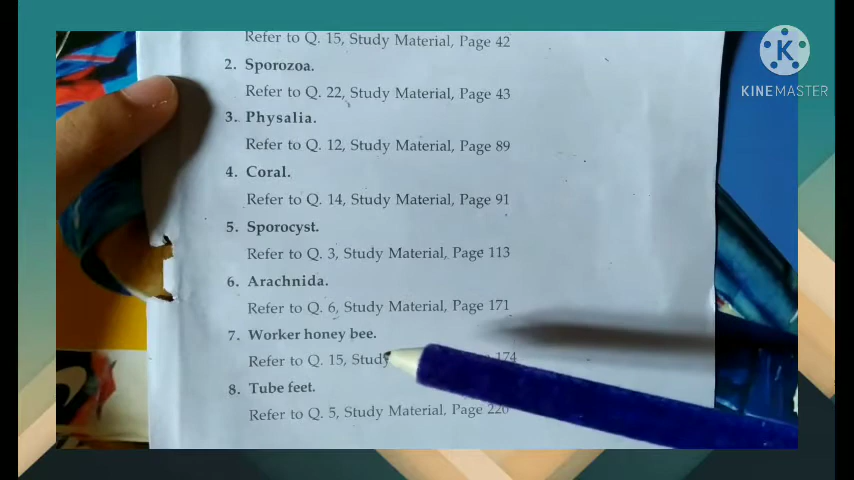 Refer to Q. 15, Study Material, Page 42
2. Sporozoa.
Refer to Q. 22, Study Material, Page 43
3. Physalia.
Refer to Q. 12, Study Material, Page 89
4. Coral.
Refer to Q. 14, Study Material, Page 91
5. Sporocyst.
Refer to Q. 3, Study Material, Page 113
6. Arachnida.
Refer to Q. 6, Study Material, Page 171
7. Worker honey bee.
Refer to Q. 15, Study 174
8. Tube feet.
Refer to Q. 5, Study Material, Page 220
K
KINEMASTER